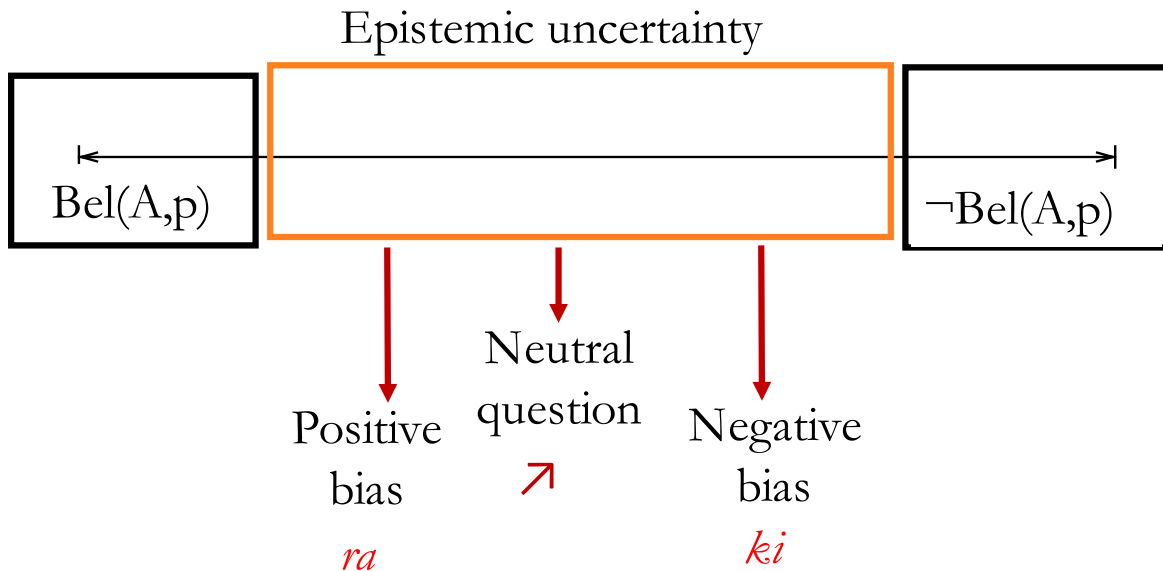 Epistemic uncertainty
Bel(A,p)
¬Bel(A,p)
Neutral
question
Positive
bias
Negative
bias
ra
ki